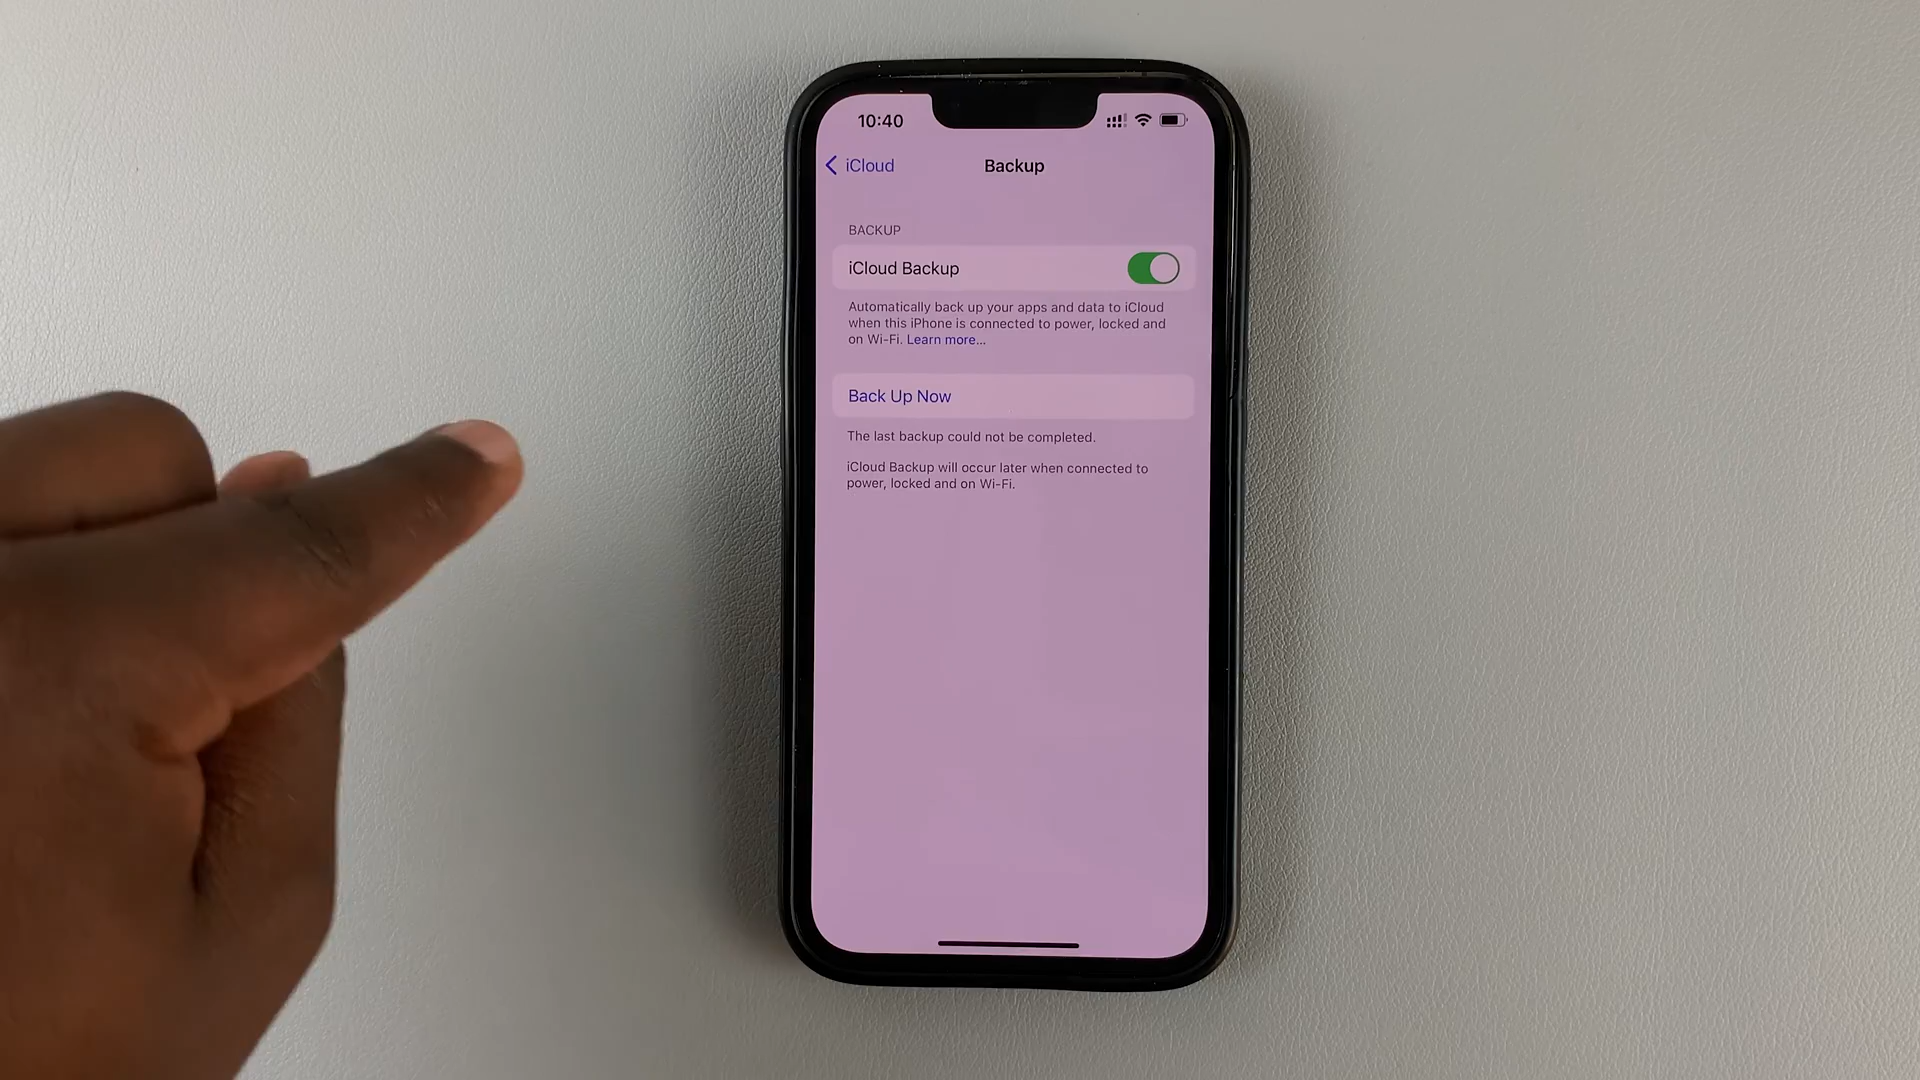 10:40
iCloud
Backup
BACKUP
iCloud Backup
Automatically back up your apps and data to iCloud
when this iPhone is connected to power, locked and
on Wi-Fi. Learn more...
Back Up Now
The last backup could not be completed.
iCloud Backup will occur later when connected to
power, locked and on Wi-Fi.